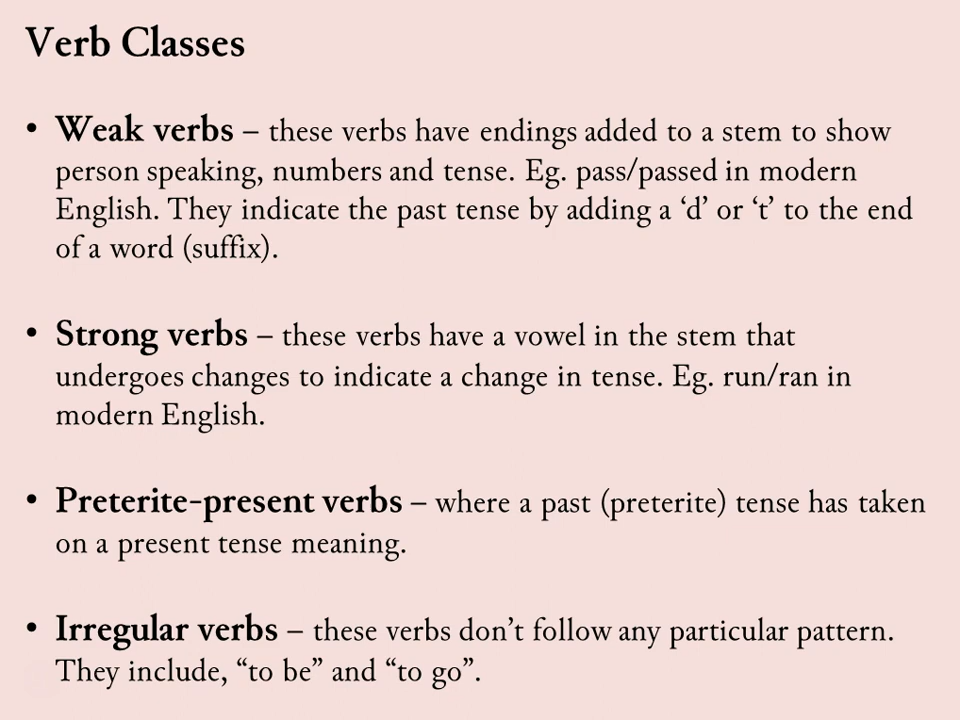 Verb Classes
• Weak verbs – these verbs have endings added to a stem to show
person speaking, numbers and tense. Eg. pass/passed in modern
English. They indicate the past tense by adding a ‘d’ or ‘t’ to the end
of a word (suffix).
• Strong verbs – these verbs have a vowel in the stem that
undergoes changes to indicate a change in tense. Eg. run/ran in
modern English.
• Preterite-present verbs – where a past (preterite) tense has taken
on a present tense meaning.
• Irregular verbs – these verbs don’t follow any particular pattern.
They include, “to be” and “to go”.